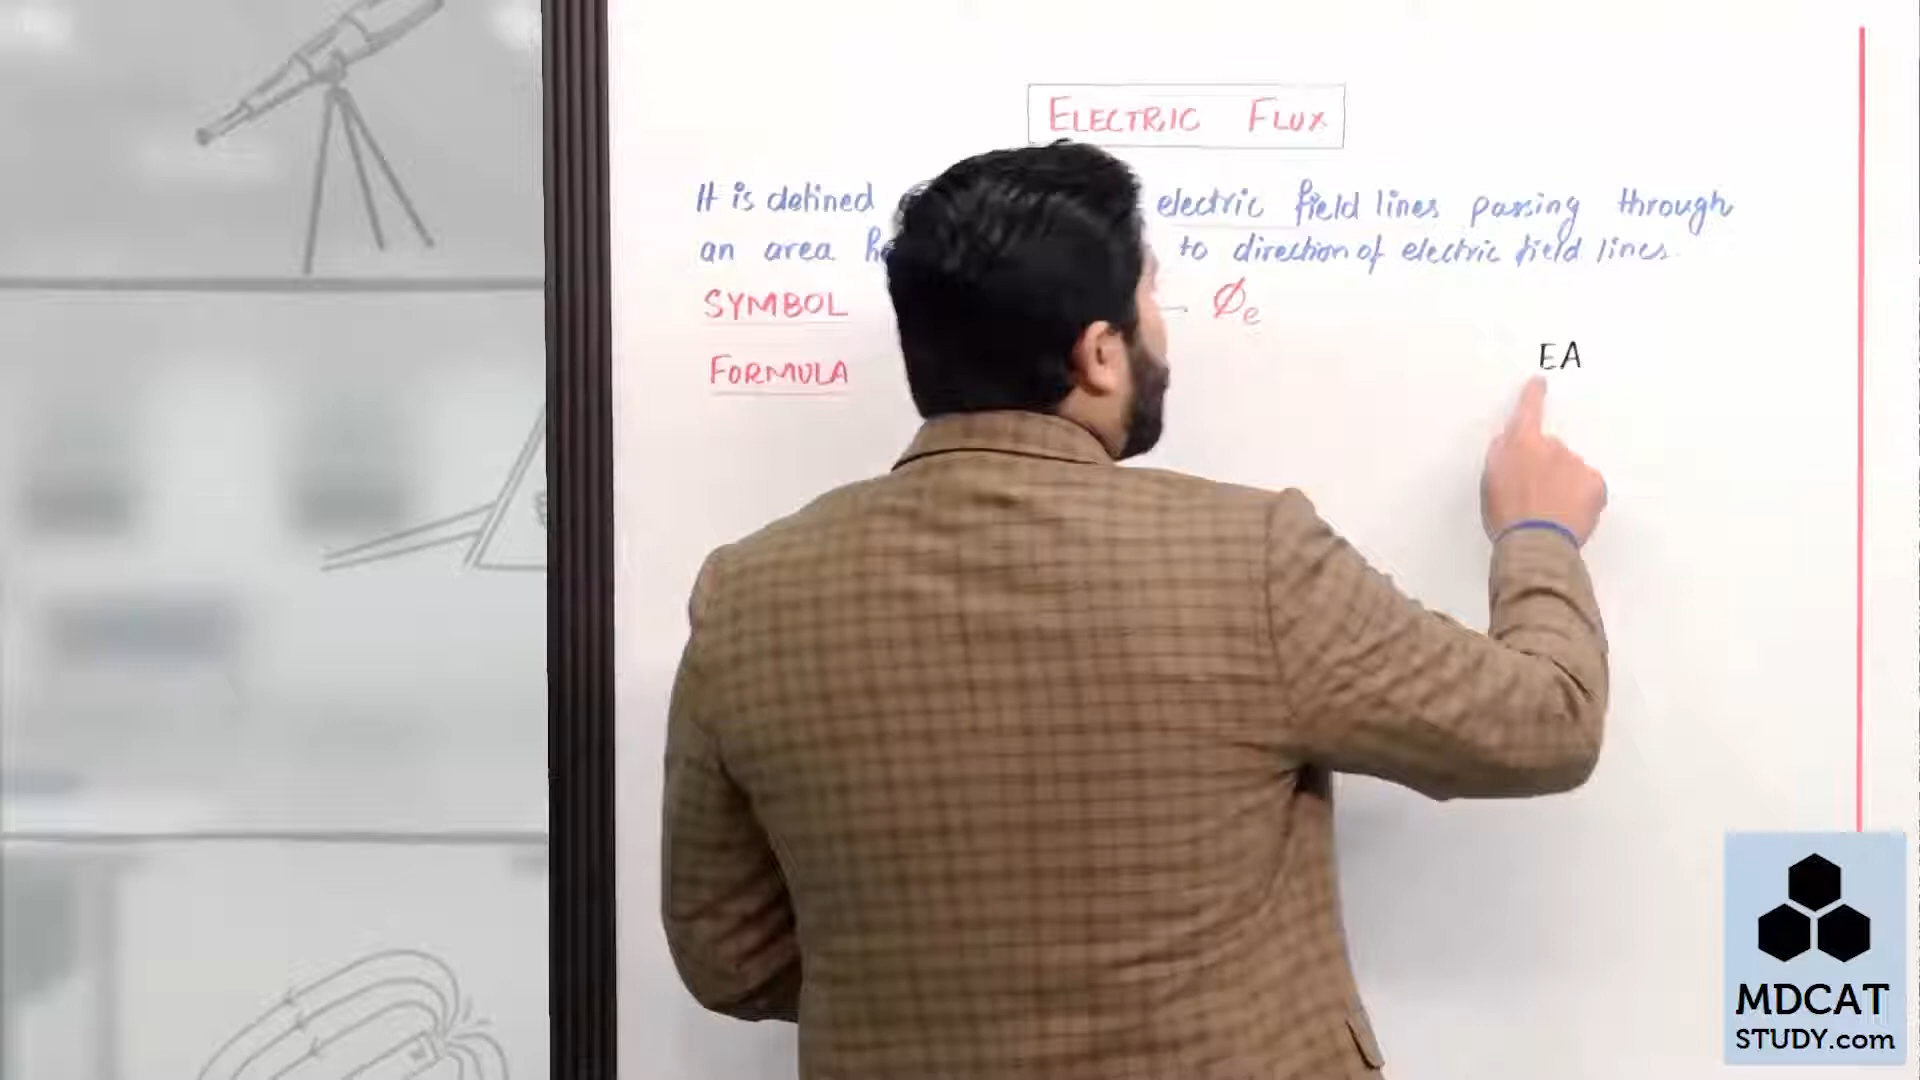 ELECTRIC FLUX
It is defined electric field lines passing through
an area to direction of electric field lines.
SYMBOL → Øe
FORMULA EA
MDCAT
STUDY.com